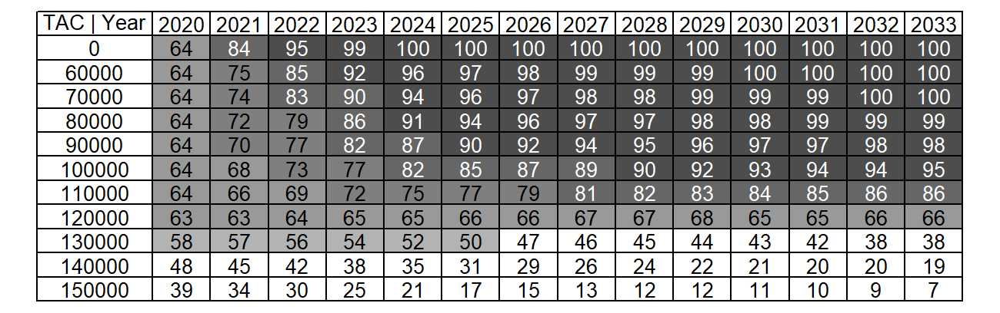 TAC | Year 2020 2021 2022 2023 2024 2025 2026 2027 2028 2029 2030 2031 2032 2033
0 64 84 95 99 100 100 100 100 100 100 100 100 100 100
60000 64 75 85 92 96 97 98 99 99 99 100 100 100 100
70000 64 74 83 90 94 96 97 98 98 99 99 99 100 100
80000 64 72 79 86 91 94 96 97 97 98 98 99 99 99
90000 64 70 77 82 87 90 92 94 95 96 97 97 98 98
100000 64 68 73 77 82 85 87 89 90 92 93 94 94 95
110000 64 66 69 72 75 77 79 81 82 83 84 85 86 86
120000 63 63 64 65 65 66 66 67 67 68 65 65 66 66
130000 58 57 56 54 52 50 47 46 45 44 43 42 38 38
140000 48 45 42 38 35 31 29 26 24 22 21 20 20 19
150000 39 34 30 25 21 17 15 13 12 12 11 10 9 7